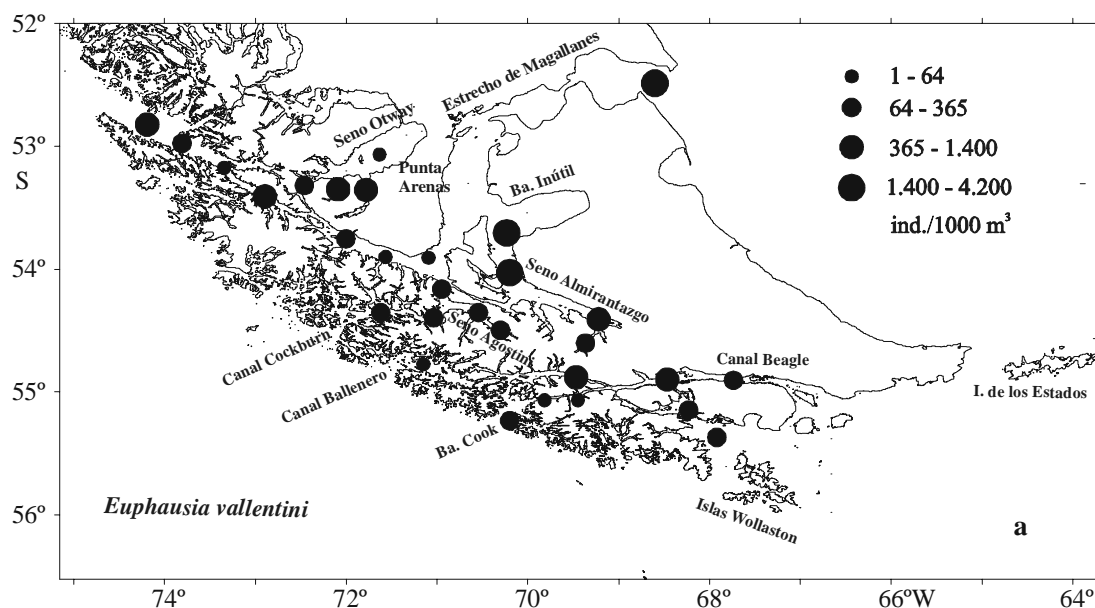 52º
a
Estrecho de Magallanes
1 - 64
64 - 365
365 - 1.400
1.400 - 4.200
ind./1000 m³
Seno Otway
53º
S
Punta
Arenas
Ba. Inútil
54º
Seno Almirantazgo
Seno Agostini
Canal Cockburn
Canal Beagle
Canal Ballenero
55º
I. de los Estados
Ba. Cook
Euphausia vallentini
Islas Wollaston
a
56º
74º
72º
70º
68º
66ºW
64º